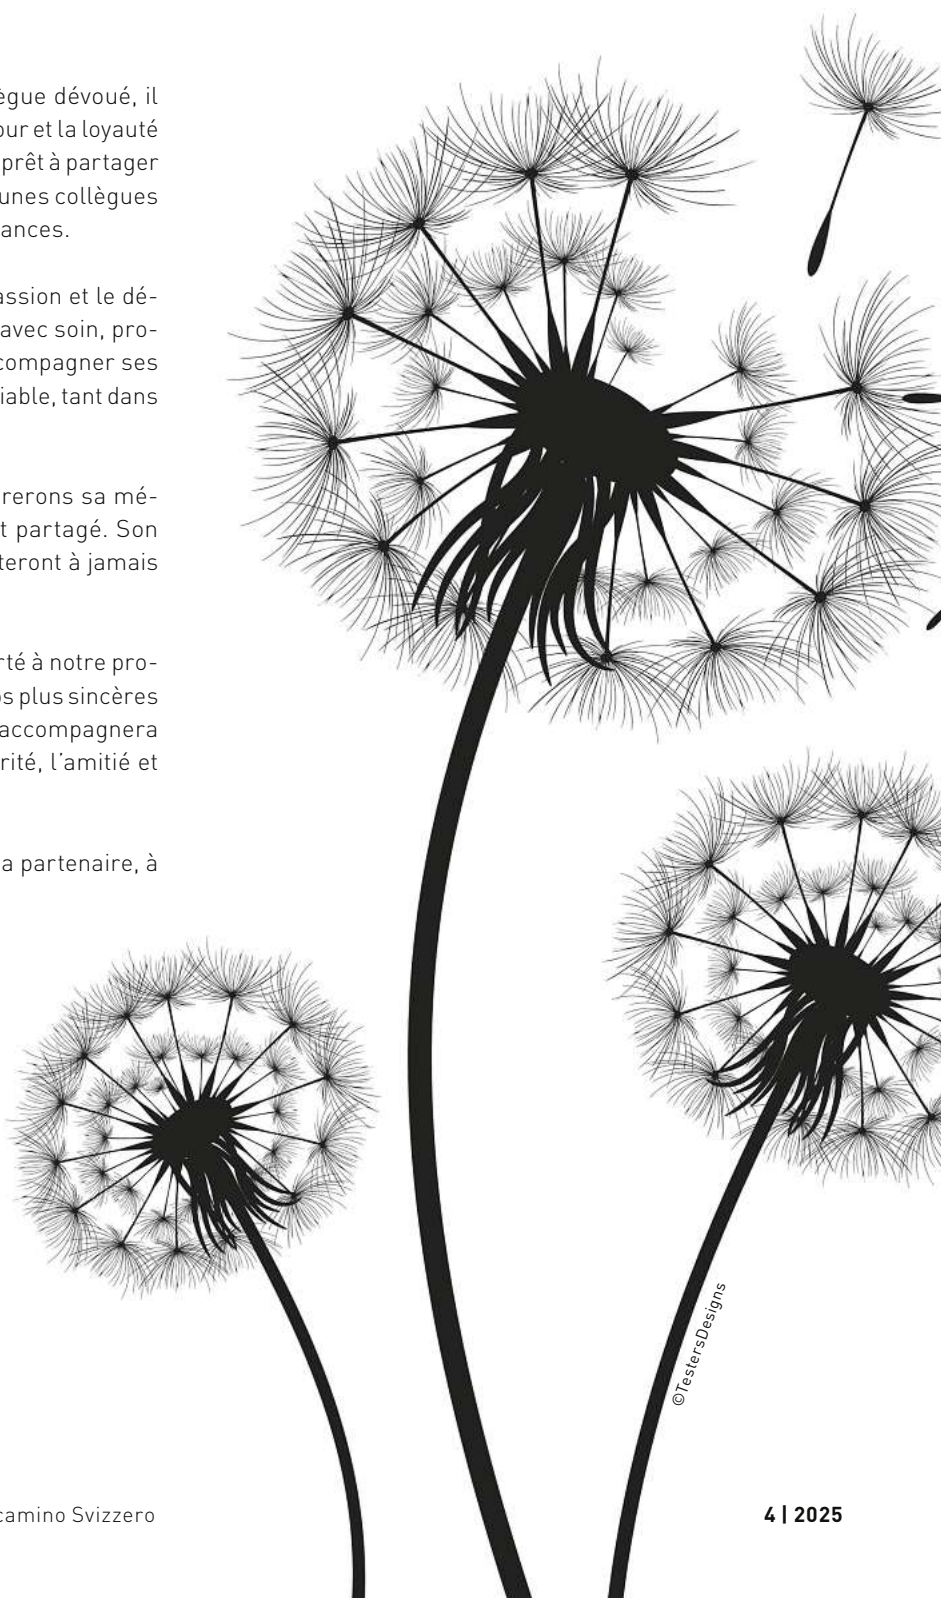 ègue dévoué, il
our et la loyauté
prêt à partager
unes collègues
ances.
assion et le dé-
avec soin, pro-
compagner ses
iable, tant dans
rerons sa mé-
t partagé. Son
teront à jamais
rté à notre pro-
s plus sincères
accompagnera
rité, l'amitié et
a partenaire, à
©TestersDesigns
camino Svizzero
4 | 2025